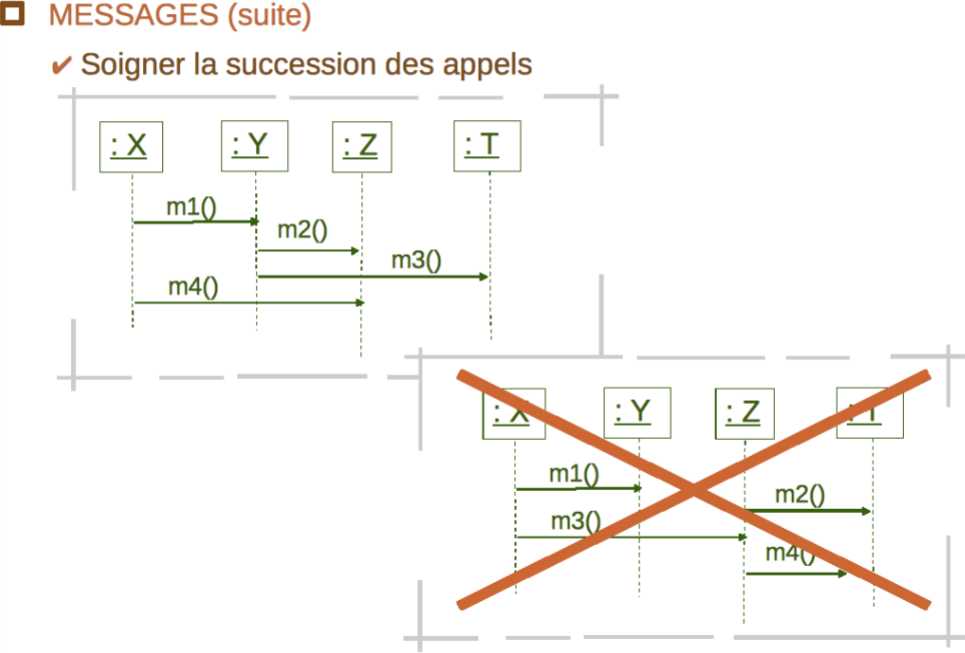 MESSAGES (suite)
✔ Soigner la succession des appels
: X : Y : Z : T
m1()
m2()
m3()
m4()
: X : Y : Z : T
m1()
m2()
m3()
m4()